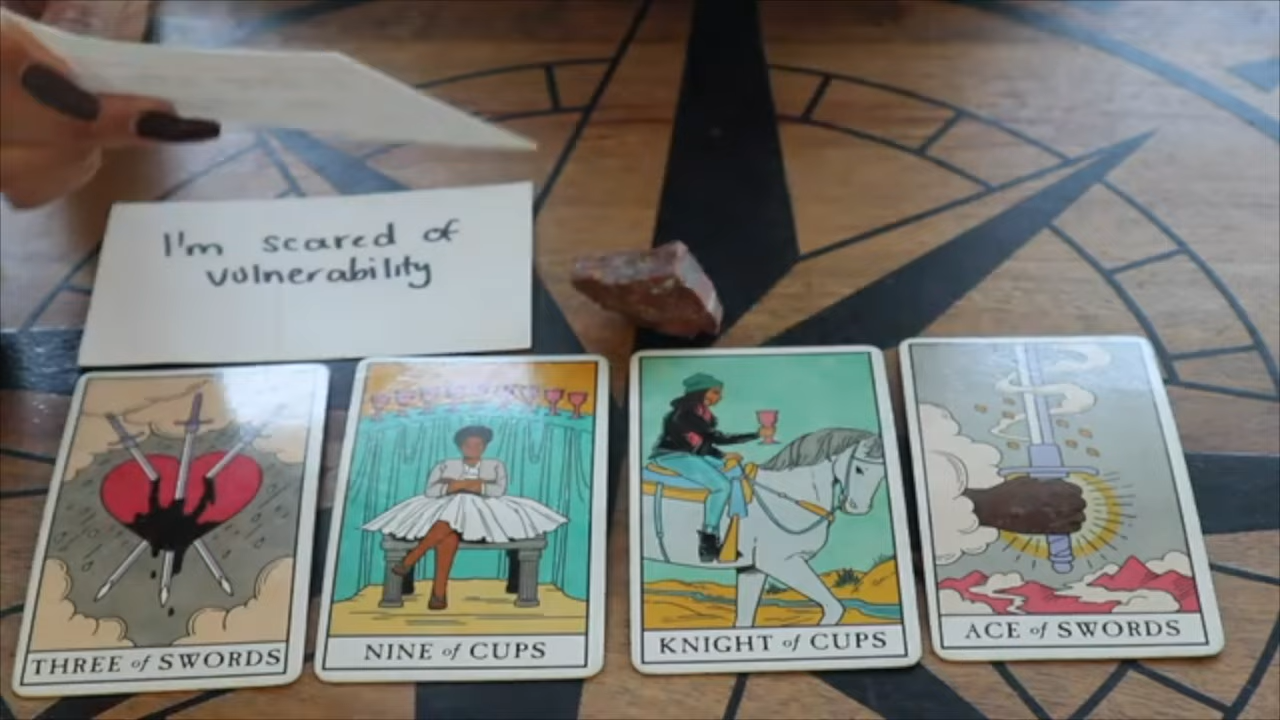 I'm scared of
vulnerability
THREE of SWORDS
NINE of CUPS
KNIGHT of CUPS
ACE of SWORDS